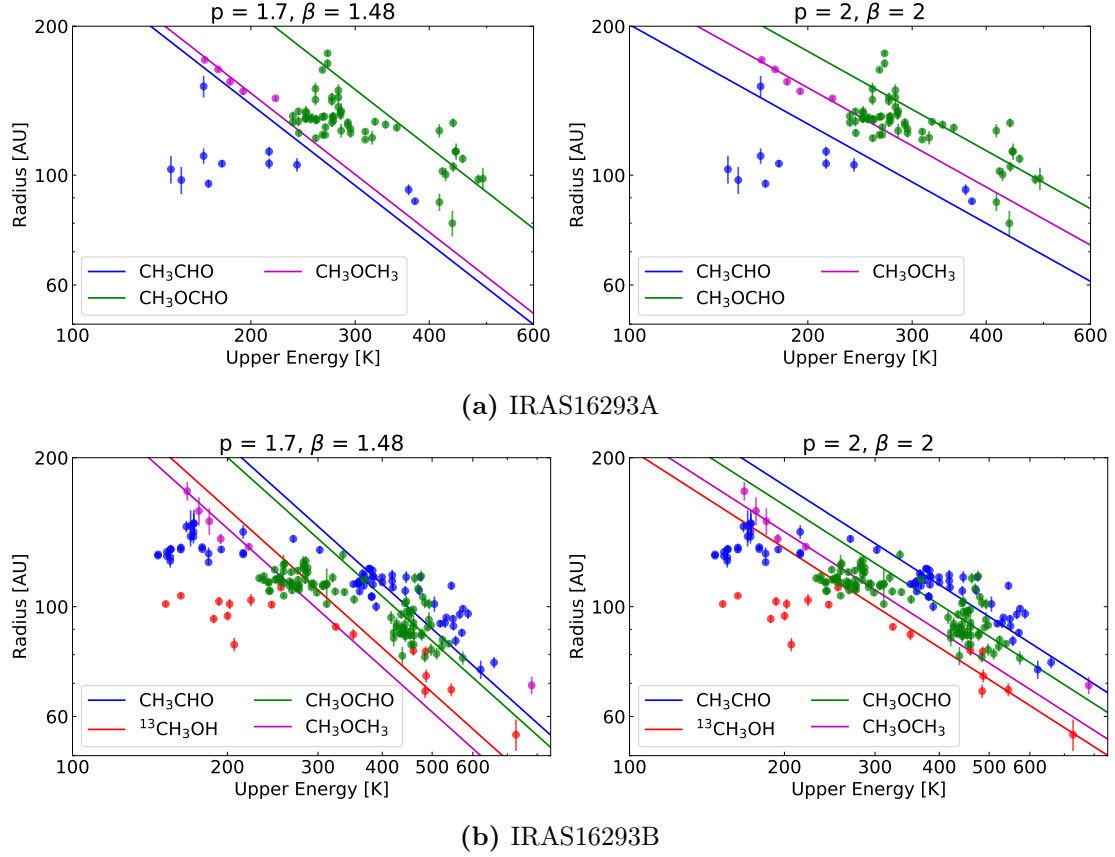 p = 1.7, β = 1.48
200
100
60
Radius [AU]
CH₃CHO
CH₃OCHO
CH₃OCH₃
100 200 300 400 600
Upper Energy [K]
p = 2, β = 2
200
100
60
Radius [AU]
CH₃CHO
CH₃OCHO
CH₃OCH₃
100 200 300 400 600
Upper Energy [K]
(a) IRAS16293A
p = 1.7, β = 1.48
200
100
60
Radius [AU]
CH₃CHO
¹³CH₃OH
CH₃OCHO
CH₃OCH₃
100 200 300 400 500 600
Upper Energy [K]
p = 2, β = 2
200
100
60
Radius [AU]
CH₃CHO
¹³CH₃OH
CH₃OCHO
CH₃OCH₃
100 200 300 400 500 600
Upper Energy [K]
(b) IRAS16293B